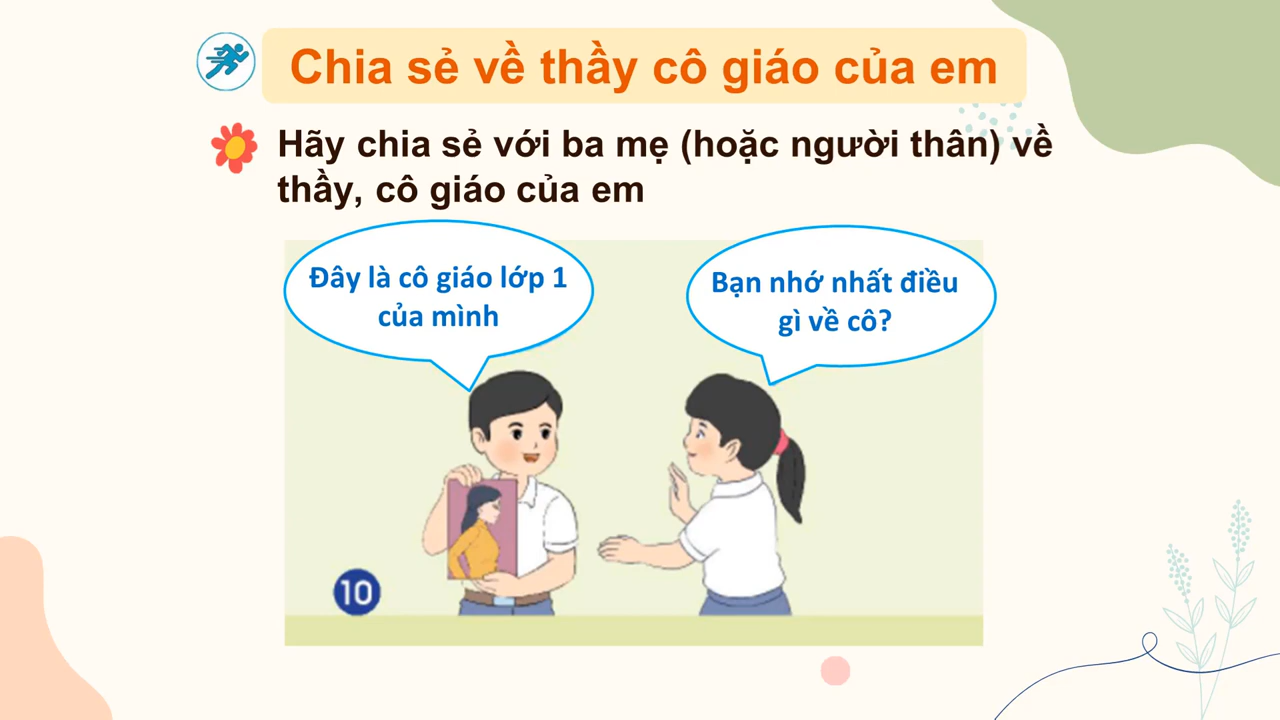 Chia sẻ về thầy cô giáo của em
Hãy chia sẻ với ba mẹ (hoặc người thân) về
thầy, cô giáo của em
Đây là cô giáo lớp 1
của mình
Bạn nhớ nhất điều
gì về cô?
10